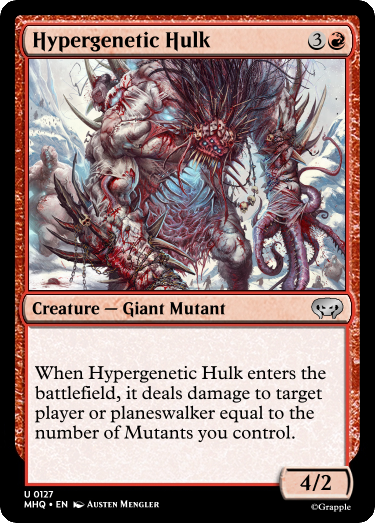 Hypergenetic Hulk 3
Creature — Giant Mutant
When Hypergenetic Hulk enters the
battlefield, it deals damage to target
player or planeswalker equal to the
number of Mutants you control.
4/2
U 0127
MHQ • EN Austen Mengler
©Grapple